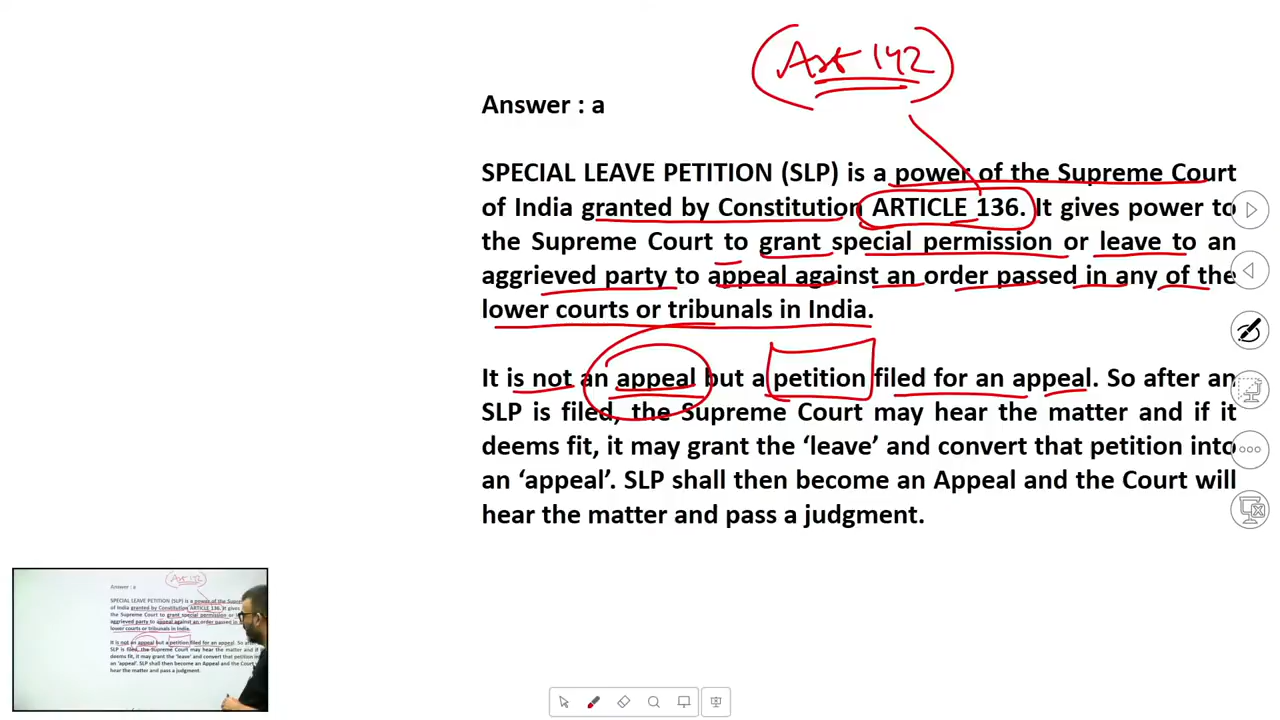 Art 142
Answer : a
SPECIAL LEAVE PETITION (SLP) is a power of the Supreme Court
of India granted by Constitution ARTICLE 136. It gives power to
the Supreme Court to grant special permission or leave to an
aggrieved party to appeal against an order passed in any of the
lower courts or tribunals in India.
It is not an appeal but a petition filed for an appeal. So after an
SLP is filed, the Supreme Court may hear the matter and if it
deems fit, it may grant the ‘leave’ and convert that petition into
an ‘appeal’. SLP shall then become an Appeal and the Court will
hear the matter and pass a judgment.